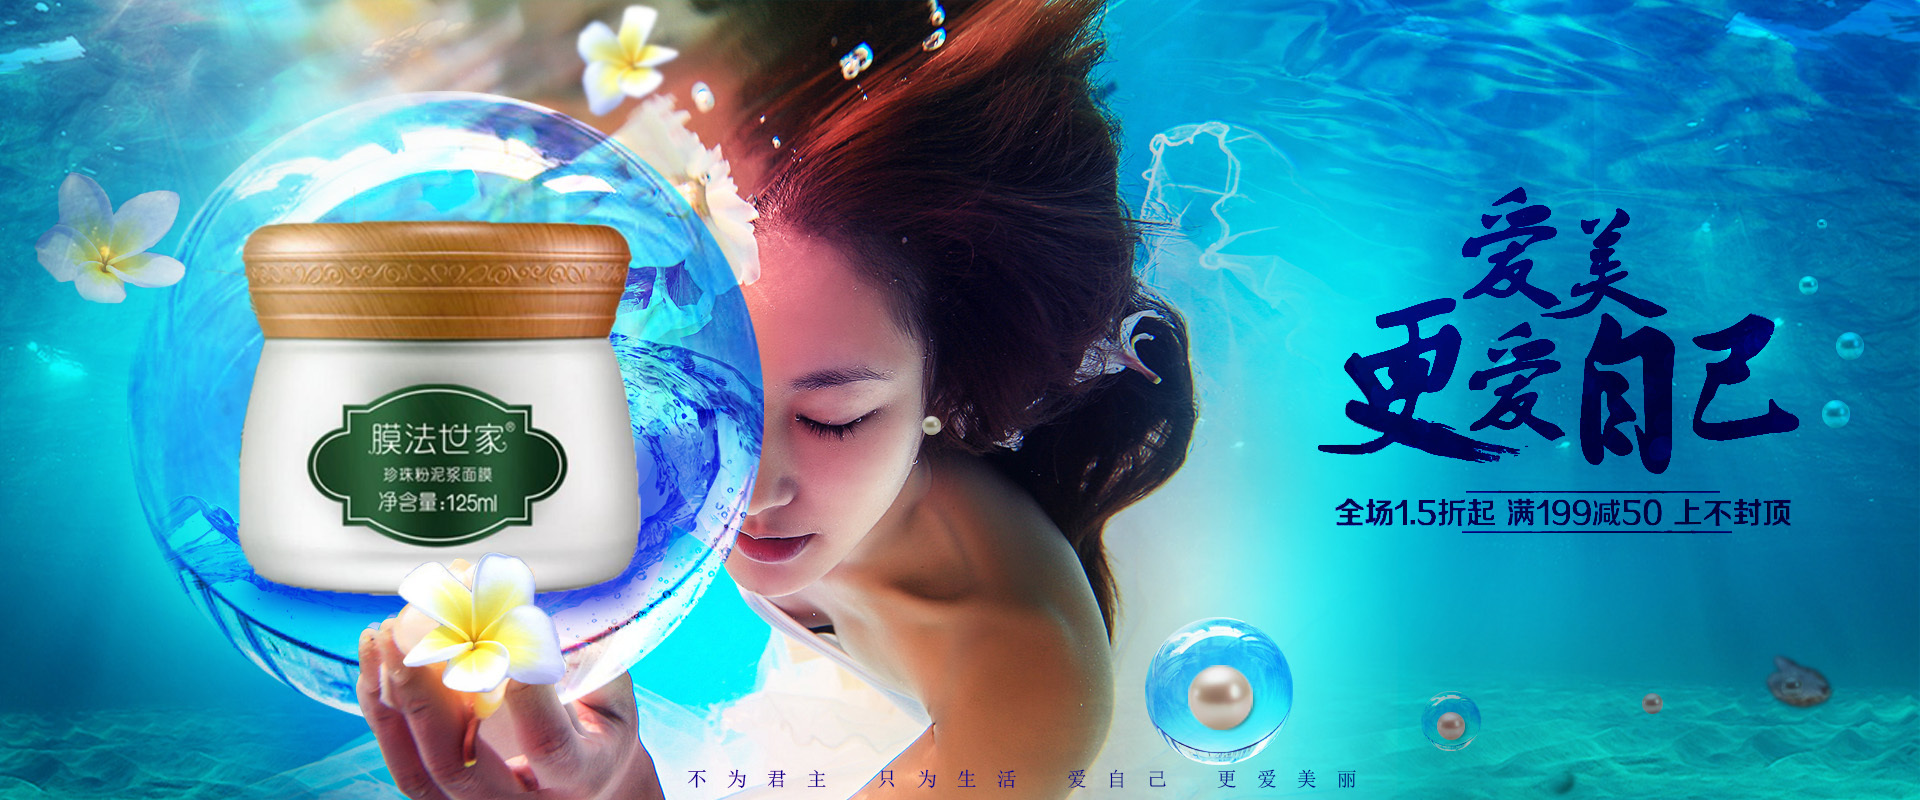 膜法世家®
珍珠粉泥浆面膜
净含量:125ml
爱美
更爱自己
全场1.5折起 满199减50 上不封顶
不为君主 只为生活 爱自己 更爱美丽